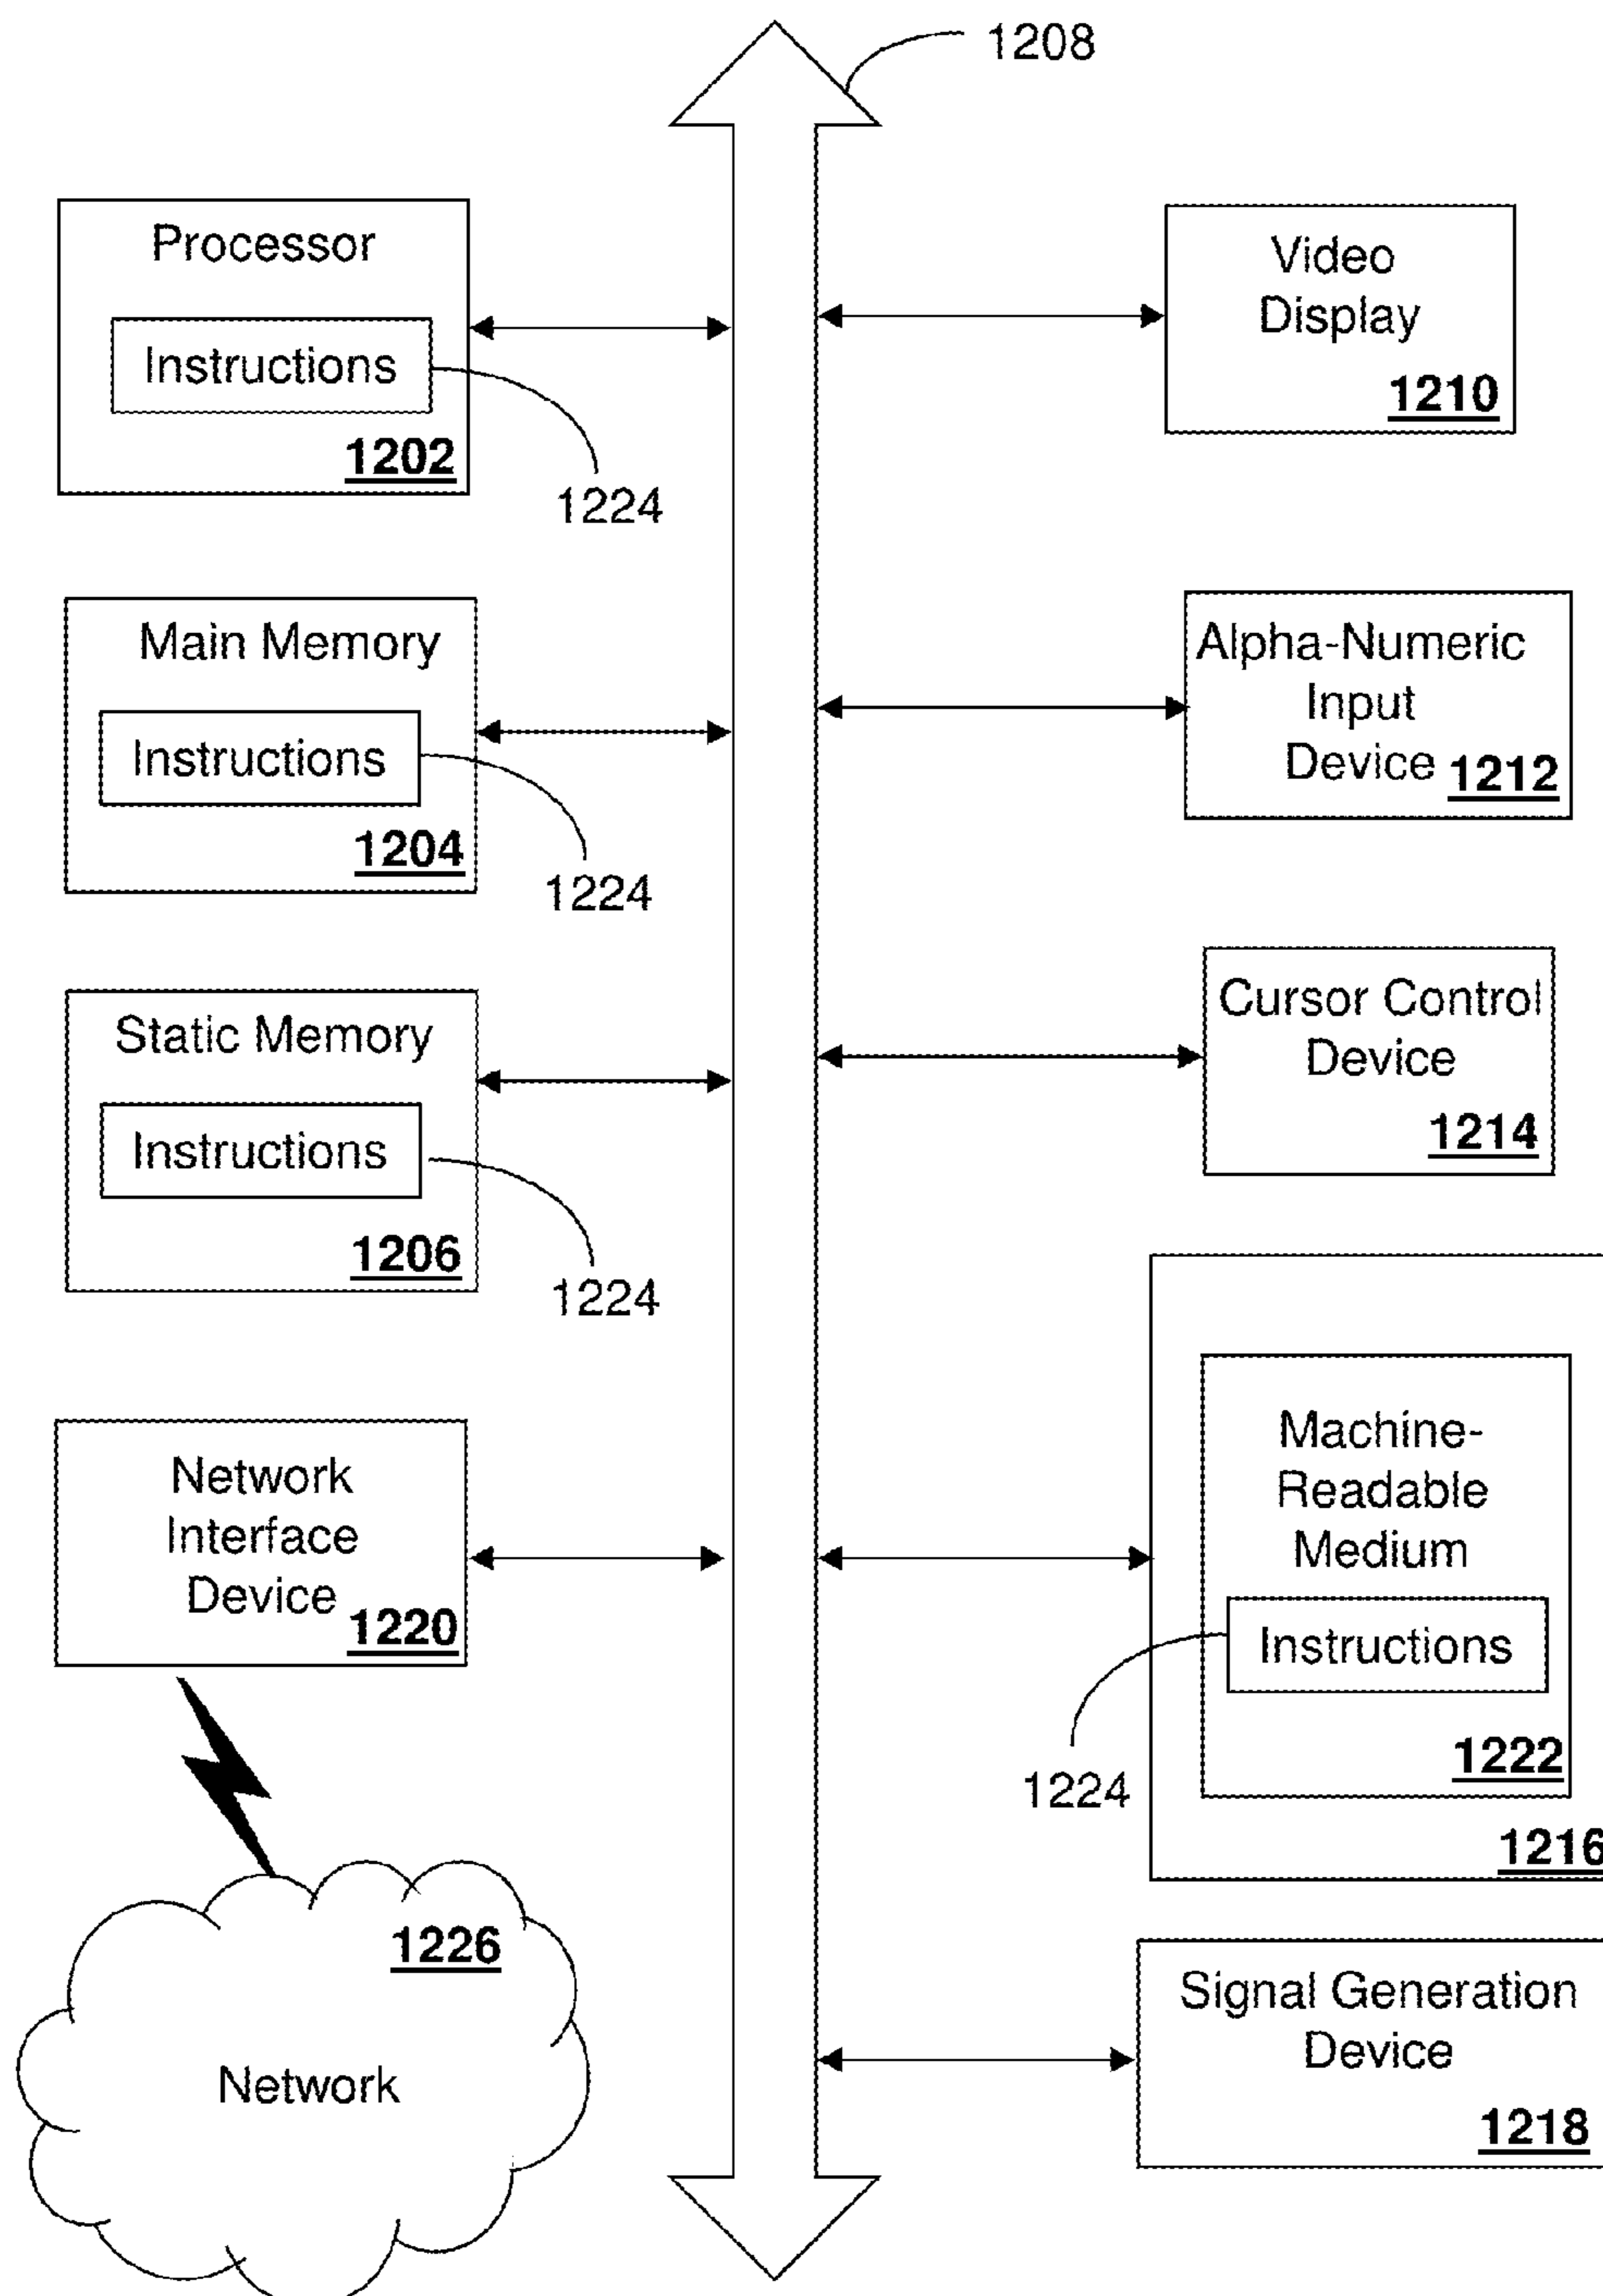 1208
Processor
Instructions
1202
1224
Main Memory
Instructions
1204
1224
Static Memory
Instructions
1206
1224
Network
Interface
Device
1220
1226
Network
Video
Display
1210
Alpha-Numeric
Input
Device 1212
Cursor Control
Device
1214
Machine-
Readable
Medium
Instructions
1224
1222
1216
Signal Generation
Device
1218